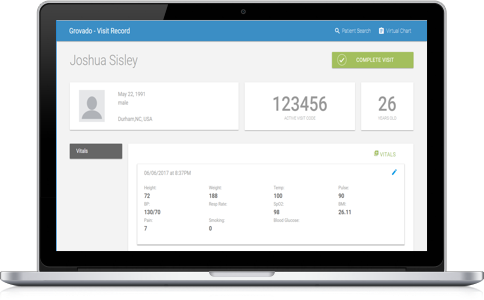 Grovado - Visit Record
Patient Search
Virtual Chart
Joshua Sisley
COMPLETE VISIT
May 22, 1991
male
Durham,NC, USA
123456
ACTIVE VISIT CODE
26
YEARS OLD
Vitals
VITALS
06/06/2017 at 8:37PM
Height: Weight: Temp: Pulse:
72 188 100 90
BP: Resp.Rate: SpO2: BMI:
130/70 98 26.11
Pain: Smoking: Blood Glucose:
7 0